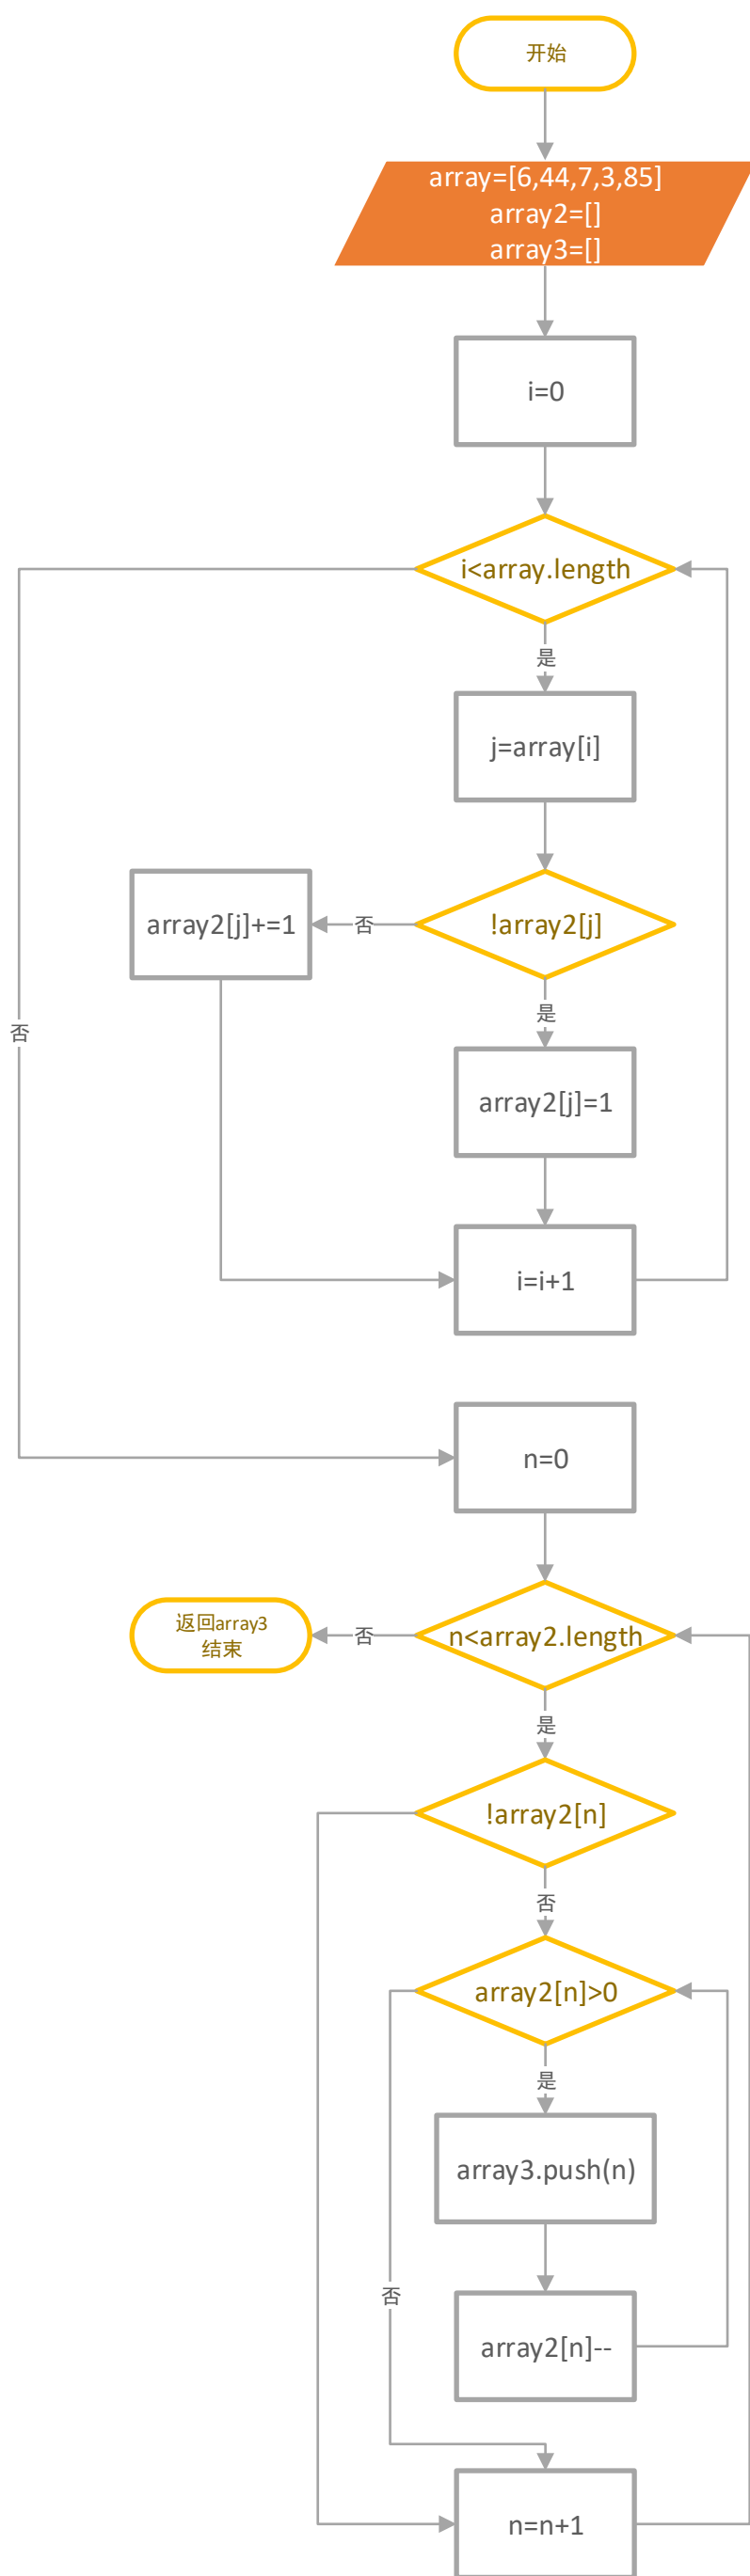 开始
array=[6,44,7,3,85]
array2=[]
array3=[]
i=0
i<array.length
是
j=array[i]
array2[j]+=1
否
!array2[j]
是
否
array2[j]=1
i=i+1
n=0
返回array3
结束
否
n<array2.length
是
!array2[n]
否
array2[n]>0
是
array3.push(n)
否
array2[n]--
n=n+1